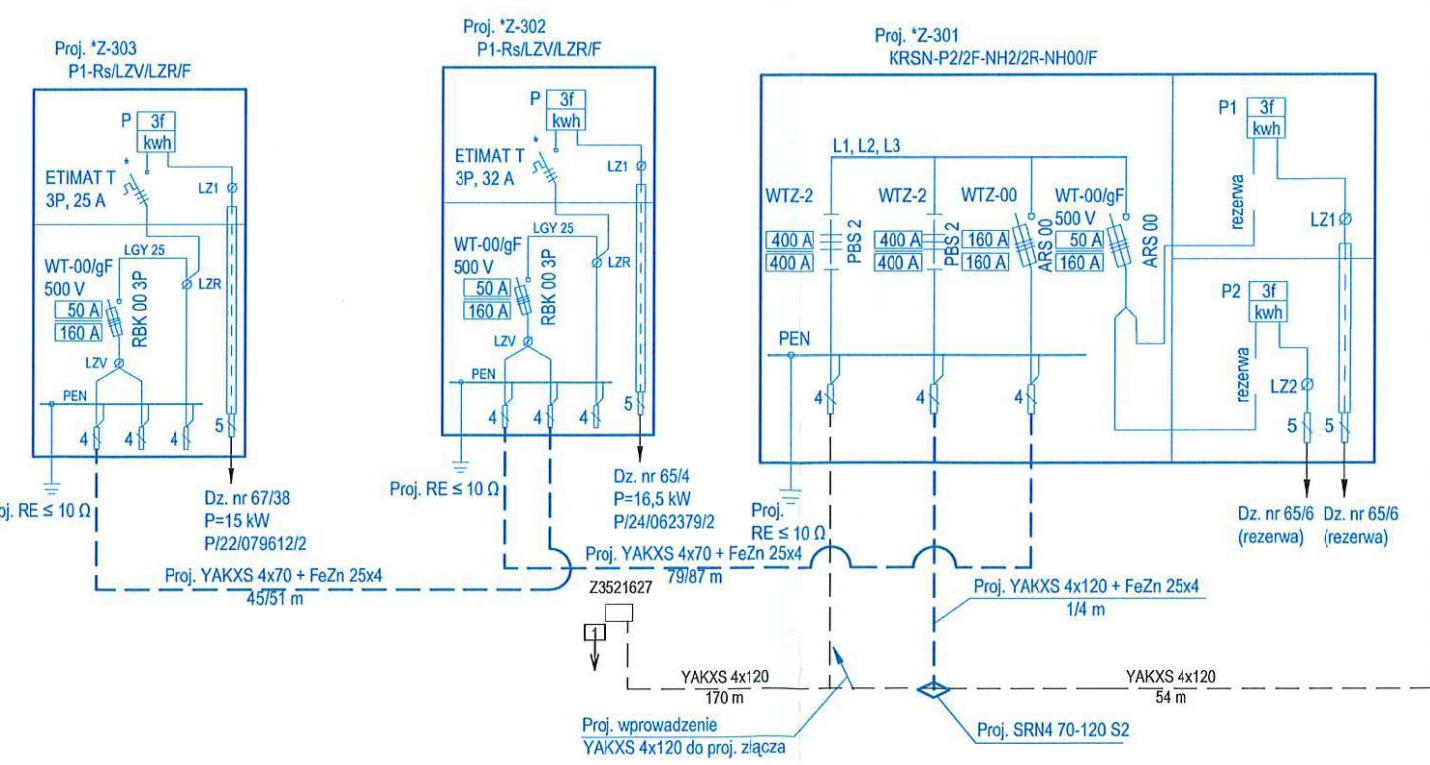 Proj. *Z-303
P1-Rs/LZV/LZR/F
P
3f
kwh
*
ETIMAT T
3P, 25 A
LZ1
LGY 25
WT-00/gF
500 V
50 A
160 A
RBK 00 3P
LZR
LZV
PEN
4
4
4
5
Proj. RE ≤ 10 Ω
Dz. nr 67/38
P=15 kW
P/22/079612/2
Proj. YAKXS 4x70 + FeZn 25x4
45/51 m
Proj. *Z-302
P1-Rs/LZV/LZR/F
P
3f
kwh
*
ETIMAT T
3P, 32 A
LZ1
LGY 25
WT-00/gF
500 V
50 A
160 A
RBK 00 3P
LZR
LZV
PEN
4
4
4
5
Proj. RE ≤ 10 Ω
Dz. nr 65/4
P=16,5 kW
P/24/062379/2
Proj. YAKXS 4x70 + FeZn 25x4
79/87 m
Proj. *Z-301
KRSN-P2/2F-NH2/2R-NH00/F
L1, L2, L3
WTZ-2
400 A
400 A
PBS 2
WTZ-2
400 A
400 A
PBS 2
WTZ-00
160 A
160 A
ARS 00
WT-00/gF
500 V
50 A
160 A
ARS 00
P1
3f
kwh
rezerwa
LZ1
P2
3f
kwh
rezerwa
LZ2
PEN
4
4
4
5
5
Proj.
RE ≤ 10 Ω
Dz. nr 65/6
(rezerwa)
Dz. nr 65/6
(rezerwa)
Z3521627
1
Proj. YAKXS 4x120 + FeZn 25x4
1/4 m
YAKXS 4x120
170 m
YAKXS 4x120
54 m
Proj. wprowadzenie
YAKXS 4x120 do proj. złącza
Proj. SRN4 70-120 S2